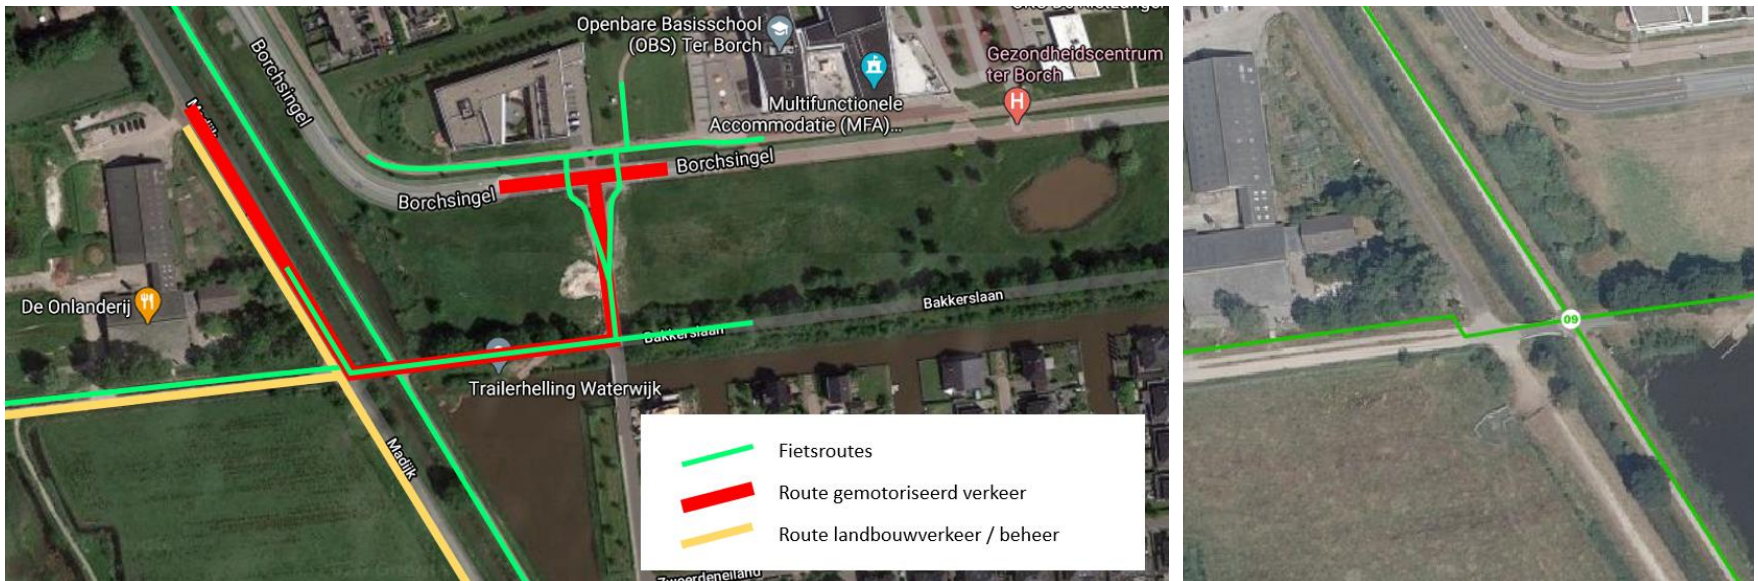 Openbare Basisschool
(OBS) Ter Borch
Borchsingel
Gezondheidscentrum
ter Borch
Multifunctionele
Accommodatie (MFA)...
H
Madijk
Borchsingel
Borchsingel
De Onlanderij
Bakkerslaan
Bakkerslaan
Trailerhelling Waterwijk
Madijk
Fietsroutes
Route gemotoriseerd verkeer
Route landbouwverkeer / beheer
09